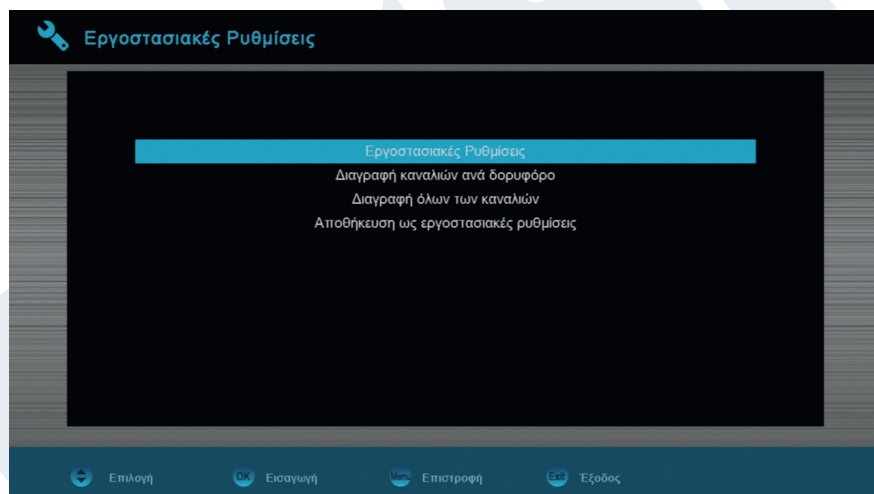 Εργοστασιακές Ρυθμίσεις
Εργοστασιακές Ρυθμίσεις
Διαγραφή καναλιών ανά δορυφόρο
Διαγραφή όλων των καναλιών
Αποθήκευση ως εργοστασιακές ρυθμίσεις
Επιλογή OK Εισαγωγή Menu Επιστροφή Exit Έξοδος